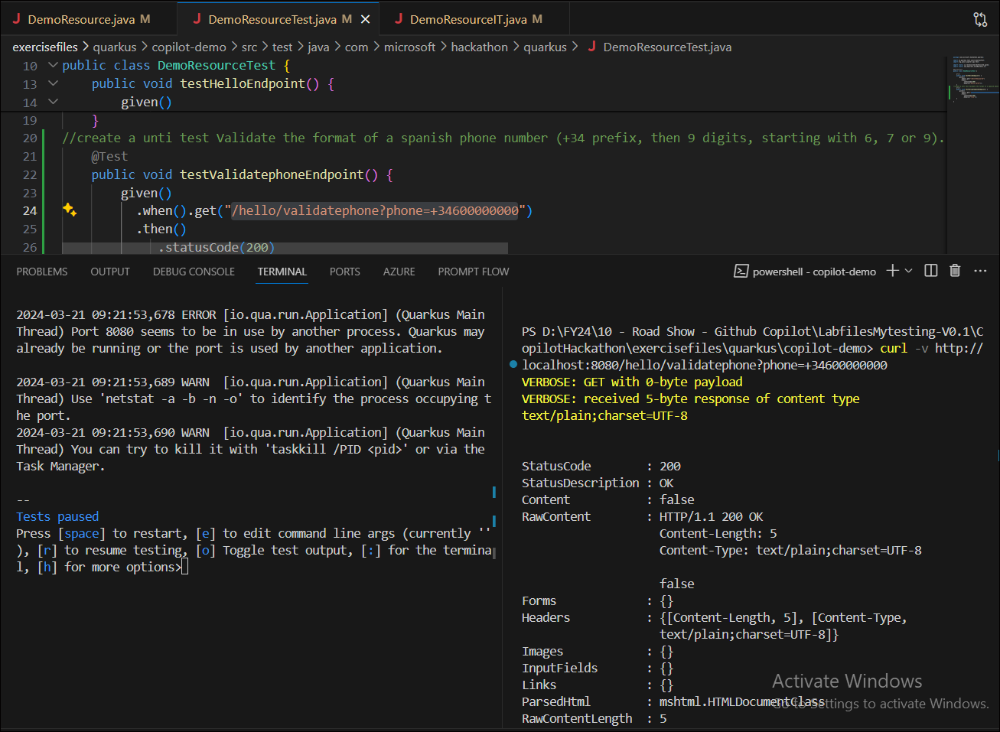 DemoResource.java M
DemoResourceTest.java M
DemoResourceIT.java M
exercisefiles > quarkus > copilot-demo > src > test > java > com > microsoft > hackathon > quarkus > DemoResourceTest.java
10 public class DemoResourceTest {
13 public void testHelloEndpoint() {
14 given()
19 }
20 //create a unti test Validate the format of a spanish phone number (+34 prefix, then 9 digits, starting with 6, 7 or 9).
21 @Test
22 public void testValidatephoneEndpoint() {
23 given()
24 .when().get("/hello/validatephone?phone=+34600000000")
25 .then()
26 .statusCode(200)
PROBLEMS OUTPUT DEBUG CONSOLE TERMINAL PORTS AZURE PROMPT FLOW
powershell - copilot-demo
2024-03-21 09:21:53,678 ERROR [io.qua.run.Application] (Quarkus Main
Thread) Port 8080 seems to be in use by another process. Quarkus may
already be running or the port is used by another application.
2024-03-21 09:21:53,689 WARN [io.qua.run.Application] (Quarkus Main
Thread) Use 'netstat -a -b -n -o' to identify the process occupying t
he port.
2024-03-21 09:21:53,690 WARN [io.qua.run.Application] (Quarkus Main
Thread) You can try to kill it with 'taskkill /PID <pid>' or via the
Task Manager.
--
Tests paused
Press [space] to restart, [e] to edit command line args (currently ''
), [r] to resume testing, [o] Toggle test output, [:] for the termina
l, [h] for more options>
PS D:\FY24\10 - Road Show - Github Copilot\LabfilesMytesting-V0.1\C
opilotHackathon\exercisefiles\quarkus\copilot-demo> curl -v http://
localhost:8080/hello/validatephone?phone=+34600000000
VERBOSE: GET with 0-byte payload
VERBOSE: received 5-byte response of content type
text/plain;charset=UTF-8
StatusCode : 200
StatusDescription : OK
Content : false
RawContent : HTTP/1.1 200 OK
Content-Length: 5
Content-Type: text/plain;charset=UTF-8
false
Forms : {}
Headers : {[Content-Length, 5], [Content-Type,
text/plain;charset=UTF-8]}
Images : {}
InputFields : {}
Links : {}
ParsedHtml : mshtml.HTMLDocumentClass
RawContentLength : 5
Activate Windows
Go to Settings to activate Windows.